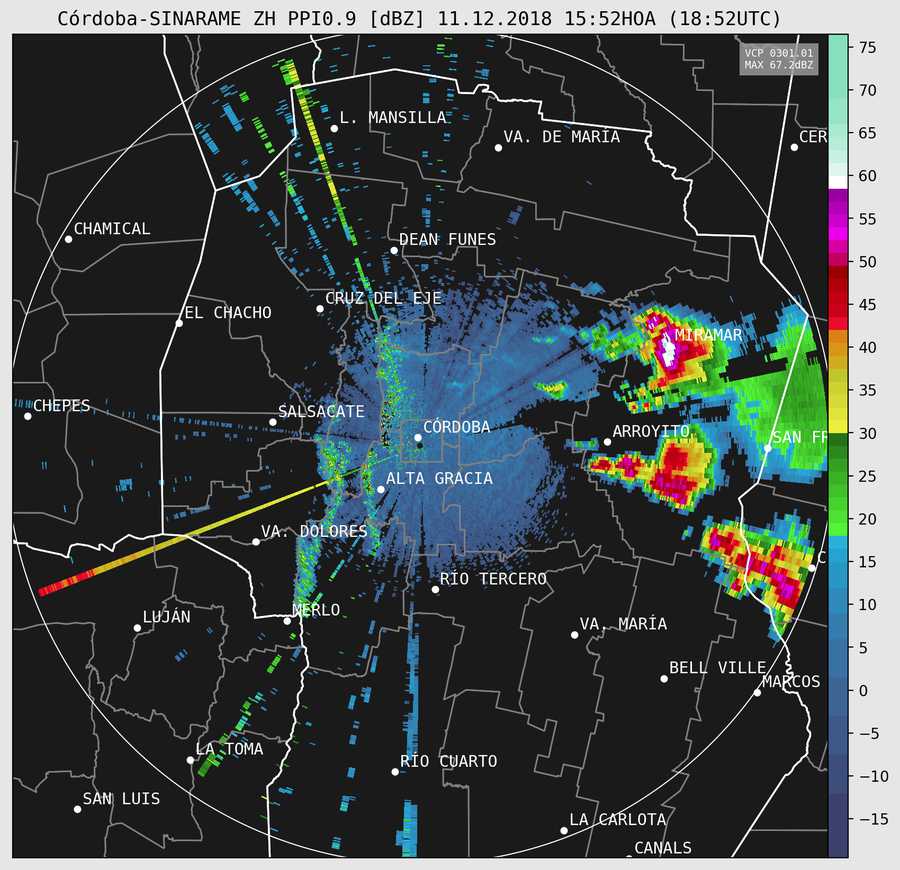 Córdoba-SINARAME ZH PPI0.9 [dBZ] 11.12.2018 15:52HOA (18:52UTC)
VCP 0301.01
MAX 67.2dBZ
75
70
L. MANSILLA
VA. DE MARÍA
CER
65
60
CHAMICAL
DEAN FUNES
55
50
CRUZ DEL EJE
EL CHACHO
MIRAMAR
45
40
CHEPES
SALSACATE
CÓRDOBA
ARROYITO
SAN FR
35
30
ALTA GRACIA
25
VA. DOLORES
20
C
RÍO TERCERO
15
LUJÁN
MERLO
VA. MARÍA
10
5
BELL VILLE
MARCOS
0
LA TOMA
RÍO CUARTO
−5
−10
SAN LUIS
LA CARLOTA
−15
CANALS